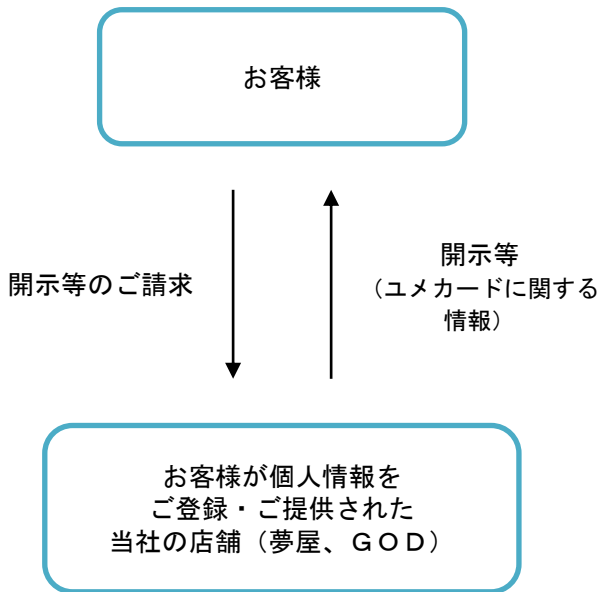 お客様
開示等のご請求
開示等
（ユメカードに関する
情報）
お客様が個人情報を
ご登録・ご提供された
当社の店舗（夢屋、ＧＯＤ）